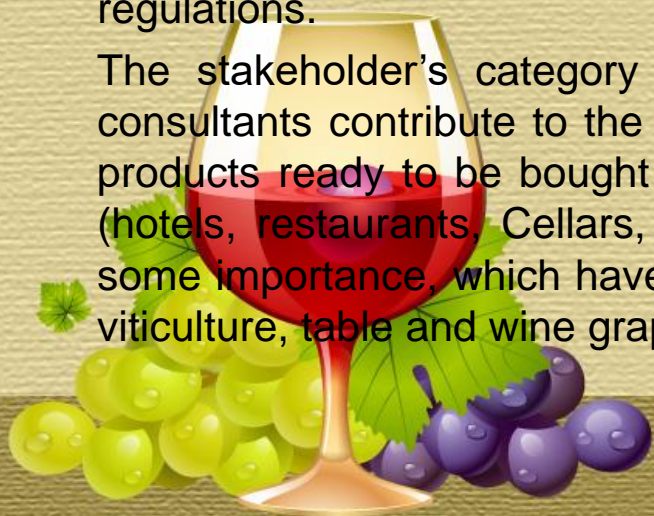 regulations.
The stakeholder’s category
consultants contribute to the
products ready to be bought
(hotels, restaurants, Cellars,
some importance, which have
viticulture, table and wine grap